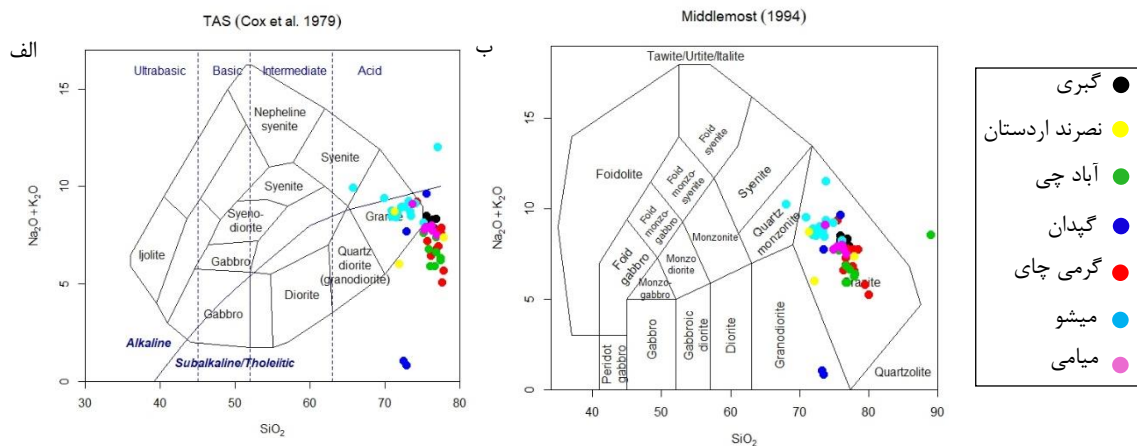 TAS (Cox et al. 1979)
الف
Ultrabasic
Basic
Intermediate
Acid
Nepheline
syenite
Syenite
Syenite
Syeno-
diorite
Granite
Ijolite
Gabbro
Quartz
diorite
(granodiorite)
Diorite
Gabbro
Alkaline
Subalkaline/Tholeiitic
Na2O+K2O
0
5
10
15
30
40
50
60
70
80
SiO2
Middlemost (1994)
ب
Tawite/Urtite/Italite
Foid
syenite
Foidolite
Foid
monzo-
syenite
Syenite
Foid
monzo-
gabbro
Quartz
monzonite
Monzonite
Foid
gabbro
Monzo
diorite
Monzo-
gabbro
Peridot
gabbro
Gabbro
Gabbroic
diorite
Diorite
Granodiorite
Quartzolite
Na2O+K2O
0
5
10
15
40
50
60
70
80
90
SiO2
گبری
نصرند اردستان
آباد چی
گپدان
گرمی چای
میشو
میامی